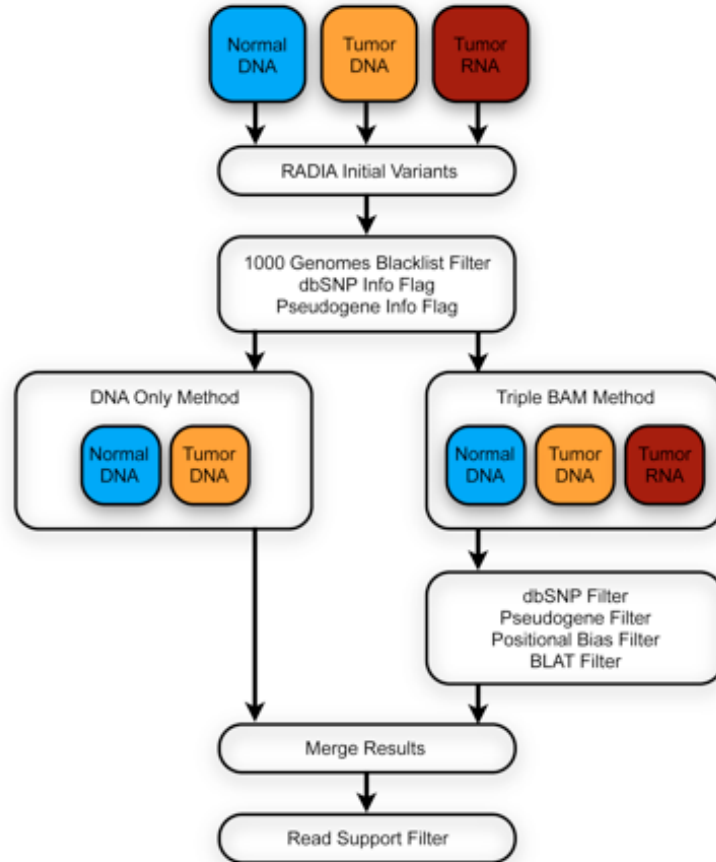 Normal
DNA
Tumor
DNA
Tumor
RNA
RADIA Initial Variants
1000 Genomes Blacklist Filter
dbSNP Info Flag
Pseudogene Info Flag
DNA Only Method
Normal
DNA
Tumor
DNA
Triple BAM Method
Normal
DNA
Tumor
DNA
Tumor
RNA
dbSNP Filter
Pseudogene Filter
Positional Bias Filter
BLAT Filter
Merge Results
Read Support Filter